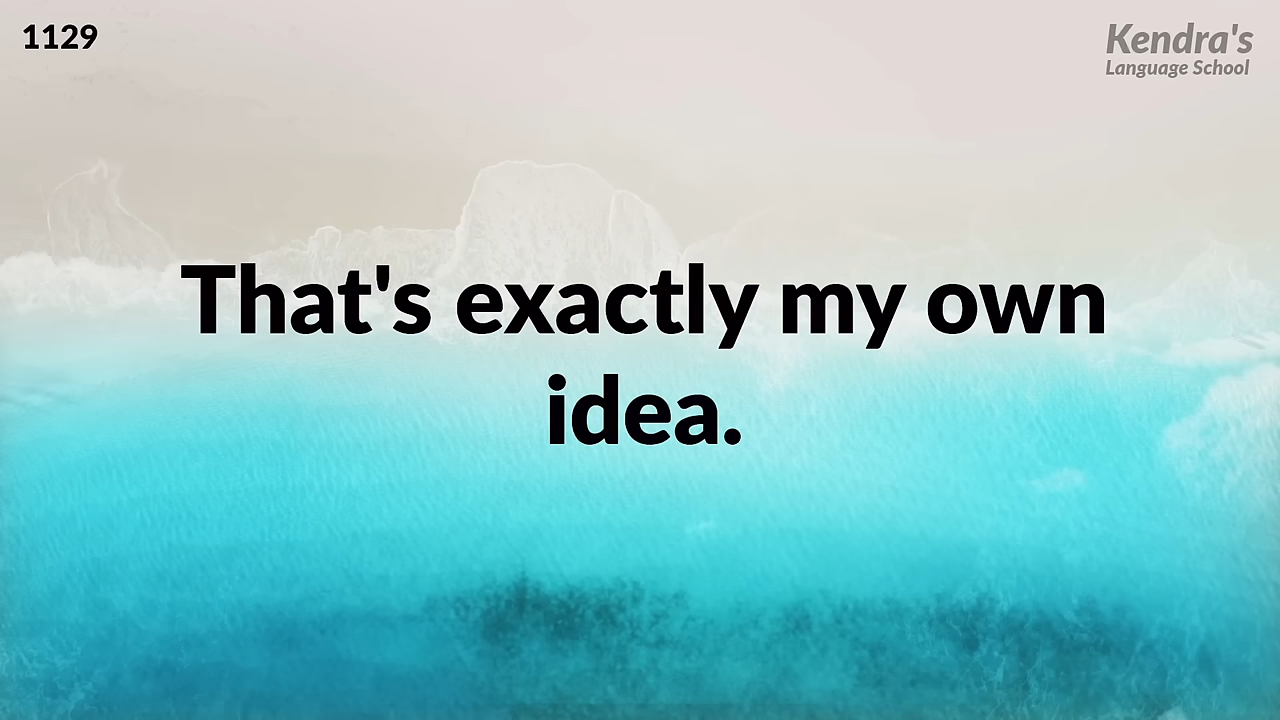 1129
Kendra's
Language School
That's exactly my own
idea.